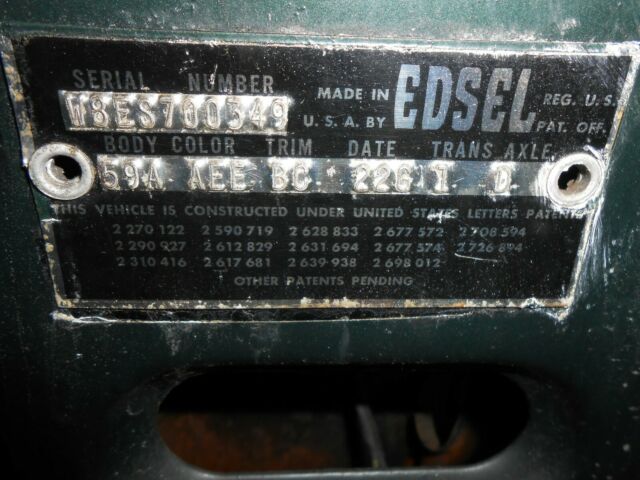 SERIAL NUMBER
W8ES700549
MADE IN
U.S.A. BY
EDSEL
REG. U.S.
PAT. OFF.
BODY COLOR TRIM DATE TRANS AXLE
59A AEE BC 22G 1 D
THIS VEHICLE IS CONSTRUCTED UNDER UNITED STATES LETTERS PATENTS
2 270 122 2 590 719 2 628 833 2 677 572 2 708 594
2 290 927 2 612 829 2 631 694 2 677 574 2 726 894
2 310 416 2 617 681 2 639 938 2 698 012
OTHER PATENTS PENDING